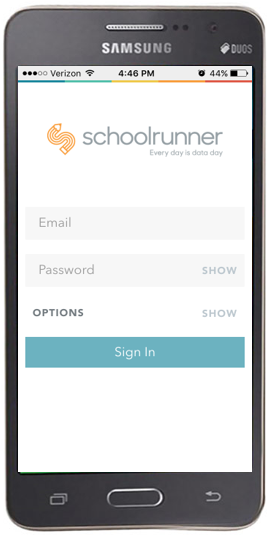 SAMSUNG
DUOS
Verizon 4:46 PM 44%
schoolrunner
Every day is data day
Email
Password SHOW
OPTIONS SHOW
Sign In